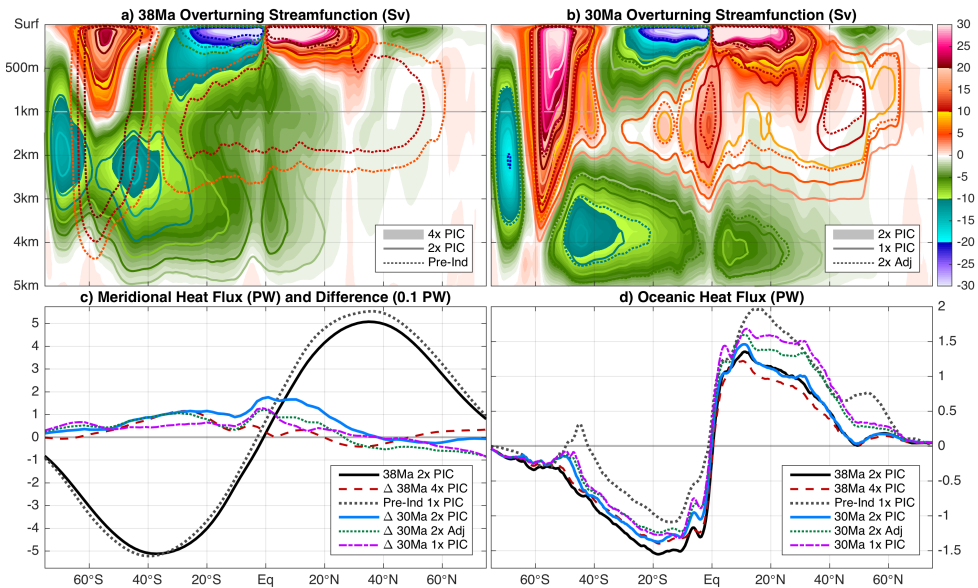 a) 38Ma Overturning Streamfunction (Sv)
b) 30Ma Overturning Streamfunction (Sv)
Surf
500m
1km
2km
3km
4km
5km
4x PIC
2x PIC
Pre-Ind
2x PIC
1x PIC
2x Adj
30
25
20
15
10
5
0
-5
-10
-15
-20
-25
-30
c) Meridional Heat Flux (PW) and Difference (0.1 PW)
d) Oceanic Heat Flux (PW)
5
4
3
2
1
0
-1
-2
-3
-4
-5
38Ma 2x PIC
Δ 38Ma 4x PIC
Pre-Ind 1x PIC
Δ 30Ma 2x PIC
Δ 30Ma 2x Adj
Δ 30Ma 1x PIC
60°S 40°S 20°S Eq 20°N 40°N 60°N
38Ma 2x PIC
38Ma 4x PIC
Pre-Ind 1x PIC
30Ma 2x PIC
30Ma 2x Adj
30Ma 1x PIC
2
1.5
1
0.5
0
-0.5
-1
-1.5
60°S 40°S 20°S Eq 20°N 40°N 60°N